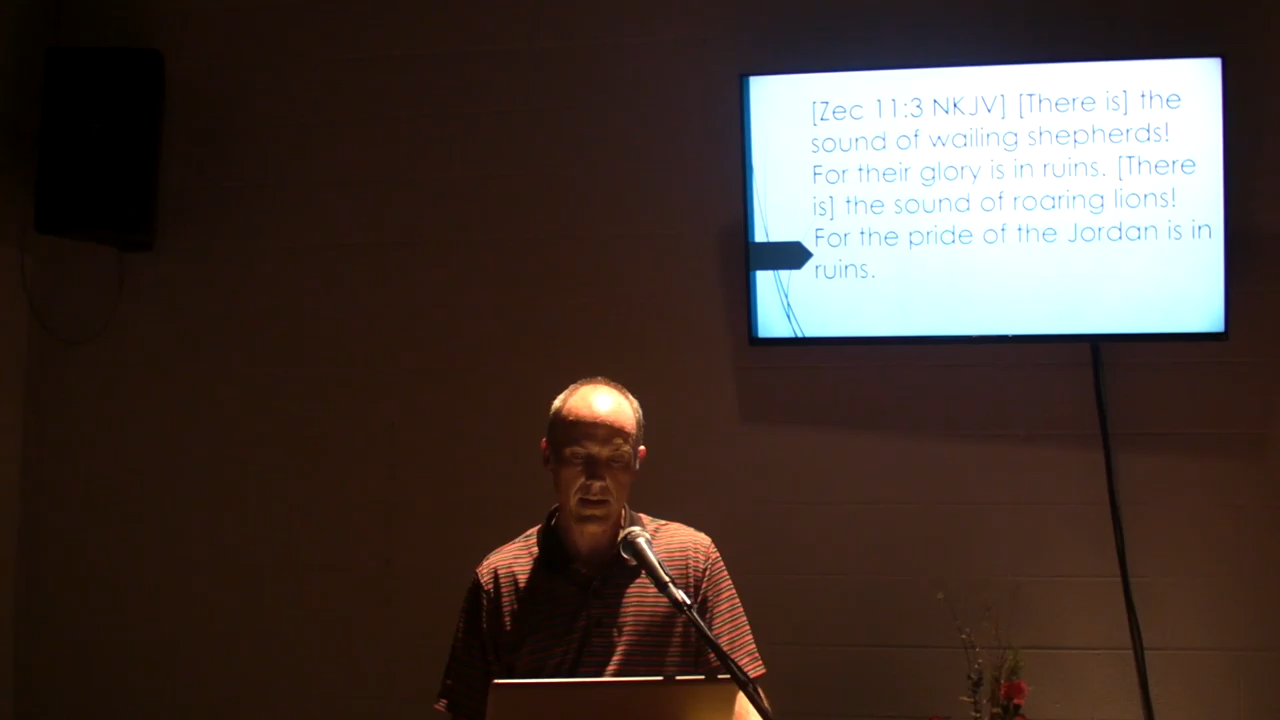 [Zec 11:3 NKJV] [There is] the
sound of wailing shepherds!
For their glory is in ruins. [There
is] the sound of roaring lions!
For the pride of the Jordan is in
ruins.